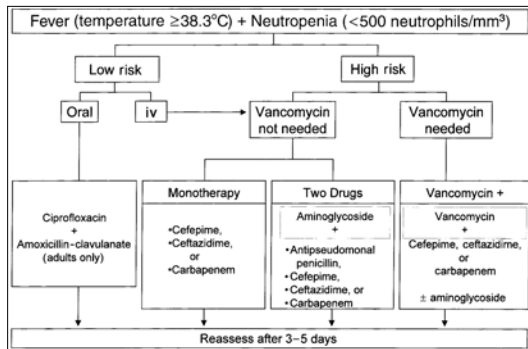 Fever (temperature ≥38.3°C) + Neutropenia (<500 neutrophils/mm³)
Low risk
High risk
Oral
iv
Vancomycin
not needed
Vancomycin
needed
Ciprofloxacin
+
Amoxicillin-clavulanate
(adults only)
Monotherapy
•Cefepime,
•Ceftazidime,
or
•Carbapenem
Two Drugs
Aminoglycoside
+
•Antipseudomonal
penicillin,
•Cefepime,
•Ceftazidime, or
•Carbapenem
Vancomycin +
Vancomycin
+
Cefepime, ceftazidime,
or
carbapenem
± aminoglycoside
Reassess after 3–5 days